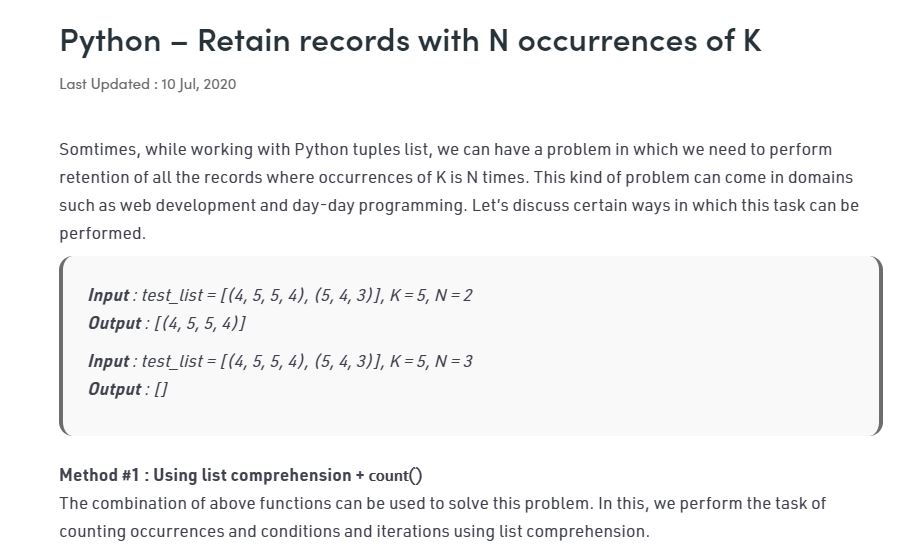 Python – Retain records with N occurrences of K
Last Updated : 10 Jul, 2020
Somtimes, while working with Python tuples list, we can have a problem in which we need to perform
retention of all the records where occurrences of K is N times. This kind of problem can come in domains
such as web development and day-day programming. Let's discuss certain ways in which this task can be
performed.
Input : test_list = [(4, 5, 5, 4), (5, 4, 3)], K = 5, N = 2
Output : [(4, 5, 5, 4)]
Input : test_list = [(4, 5, 5, 4), (5, 4, 3)], K = 5, N = 3
Output : []
Method #1 : Using list comprehension + count()
The combination of above functions can be used to solve this problem. In this, we perform the task of
counting occurrences and conditions and iterations using list comprehension.